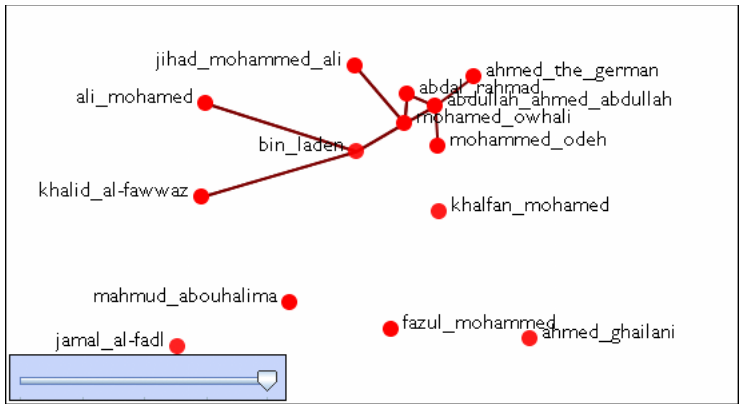 jihad_mohammed_ali
ahmed_the_german
abdal_rahmad
ali_mohamed
abdullah_ahmed_abdullah
mohamed_owhali
bin_laden
mohammed_odeh
khalid_al-fawwaz
khalfan_mohamed
mahmud_abouhalima
fazul_mohammed
ahmed_ghailani
jamal_al-fadl